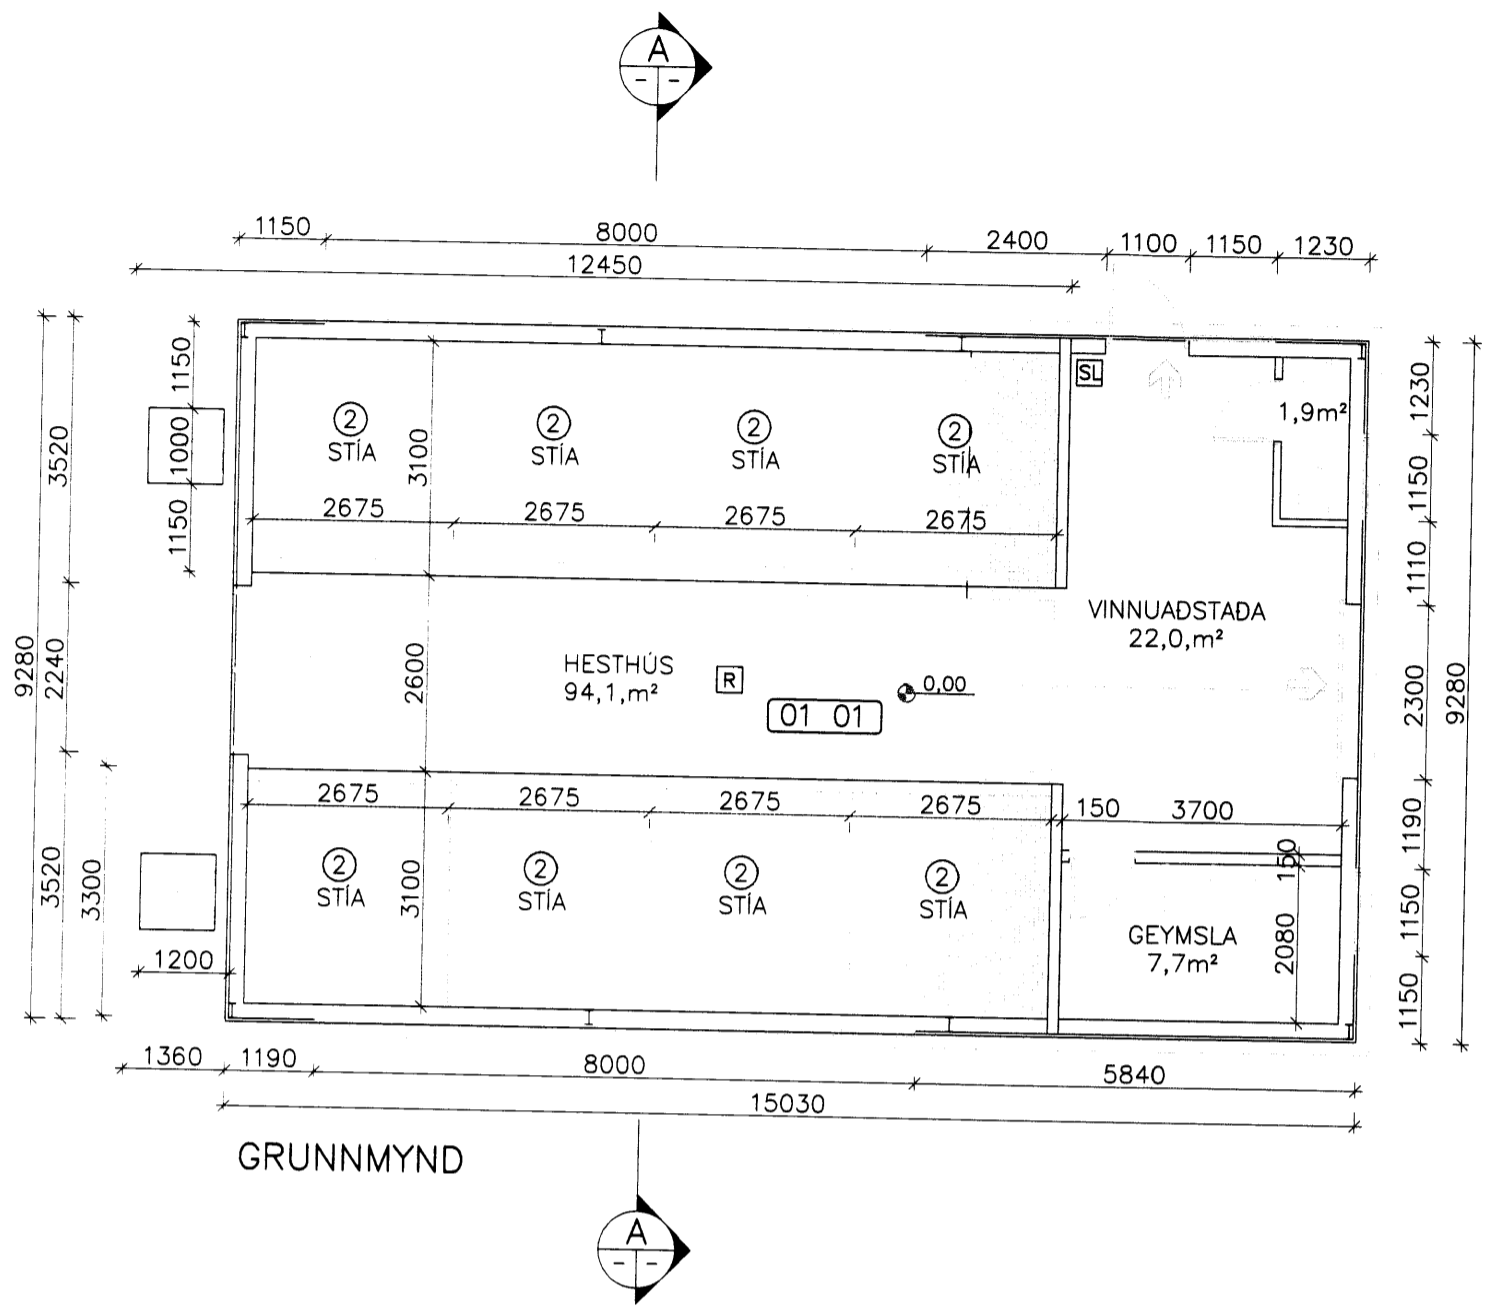 A
- -
1150 8000 2400 1100 1150 1230
12450
9280
3520 2240 3520
3300
1150 1000 1150
1200
3100 2600 3100
2 2 2 2
STÍA STÍA STÍA STÍA
2675 2675 2675 2675
SL
1,9m²
VINNUAÐSTAÐA
22,0,m²
HESTHÚS
94,1,m²
R
01 01
0,00
2675 2675 2675 2675 150 3700
2 2 2 2
STÍA STÍA STÍA STÍA
150
2080
GEYMSLA
7,7m²
1230 1150 1110 2300 1190 1150 1150
9280
1360 1190 8000 5840
15030
GRUNNMYND
A
- -